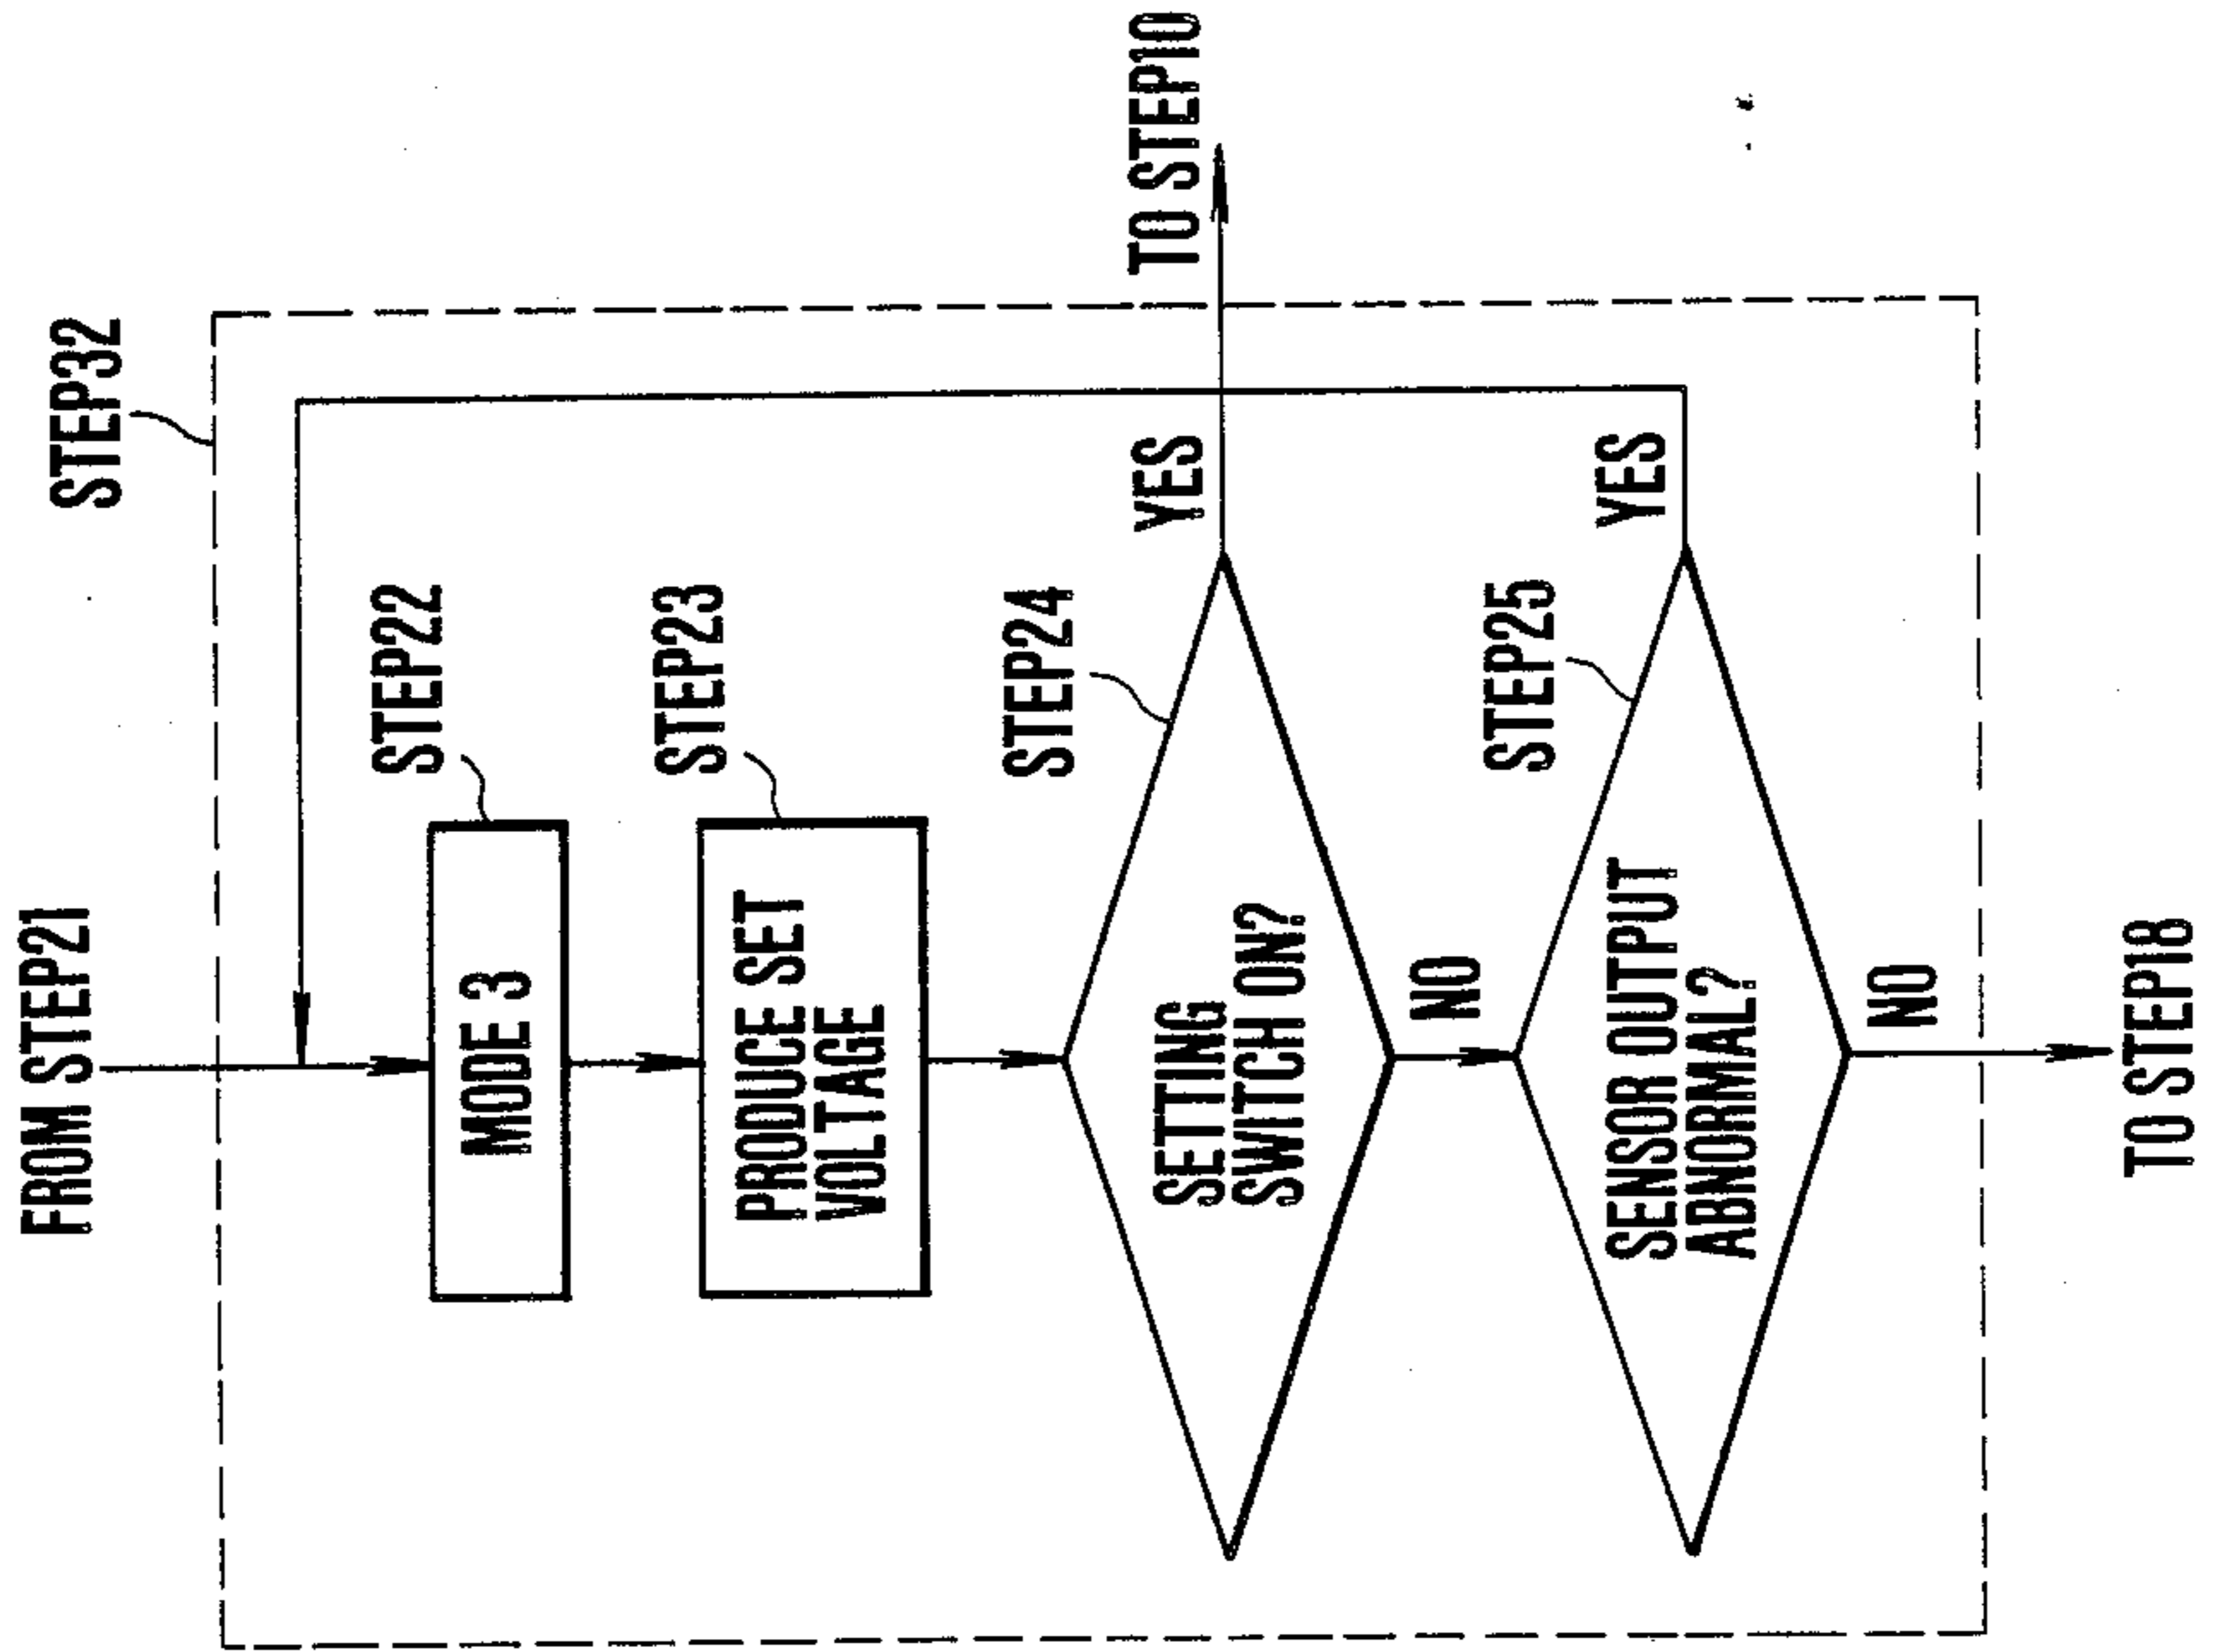 FROM STEP21
STEP32
STEP22
MODE 3
STEP23
PRODUCE SET
VOLTAGE
STEP24
SETTING
SWITCH ON?
YES
TO STEP10
NO
STEP25
SENSOR OUTPUT
ABNORMAL?
YES
NO
TO STEP18